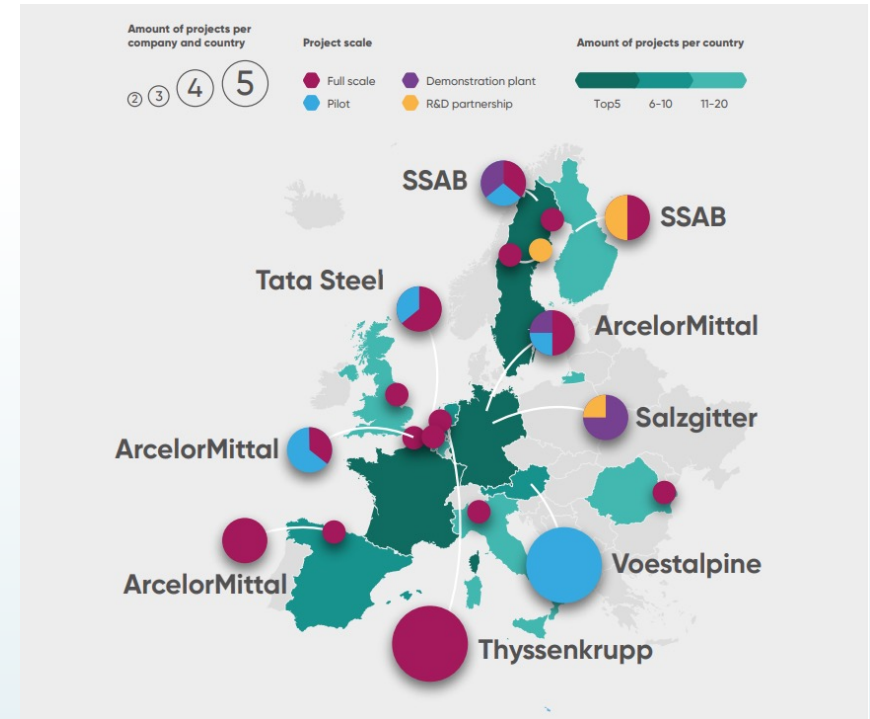 Amount of projects per
company and country
2 3 4 5
Project scale
Full scale
Pilot
Demonstration plant
R&D partnership
Amount of projects per country
Top5 6-10 11-20
SSAB
SSAB
Tata Steel
ArcelorMittal
Salzgitter
ArcelorMittal
Voestalpine
ArcelorMittal
Thyssenkrupp